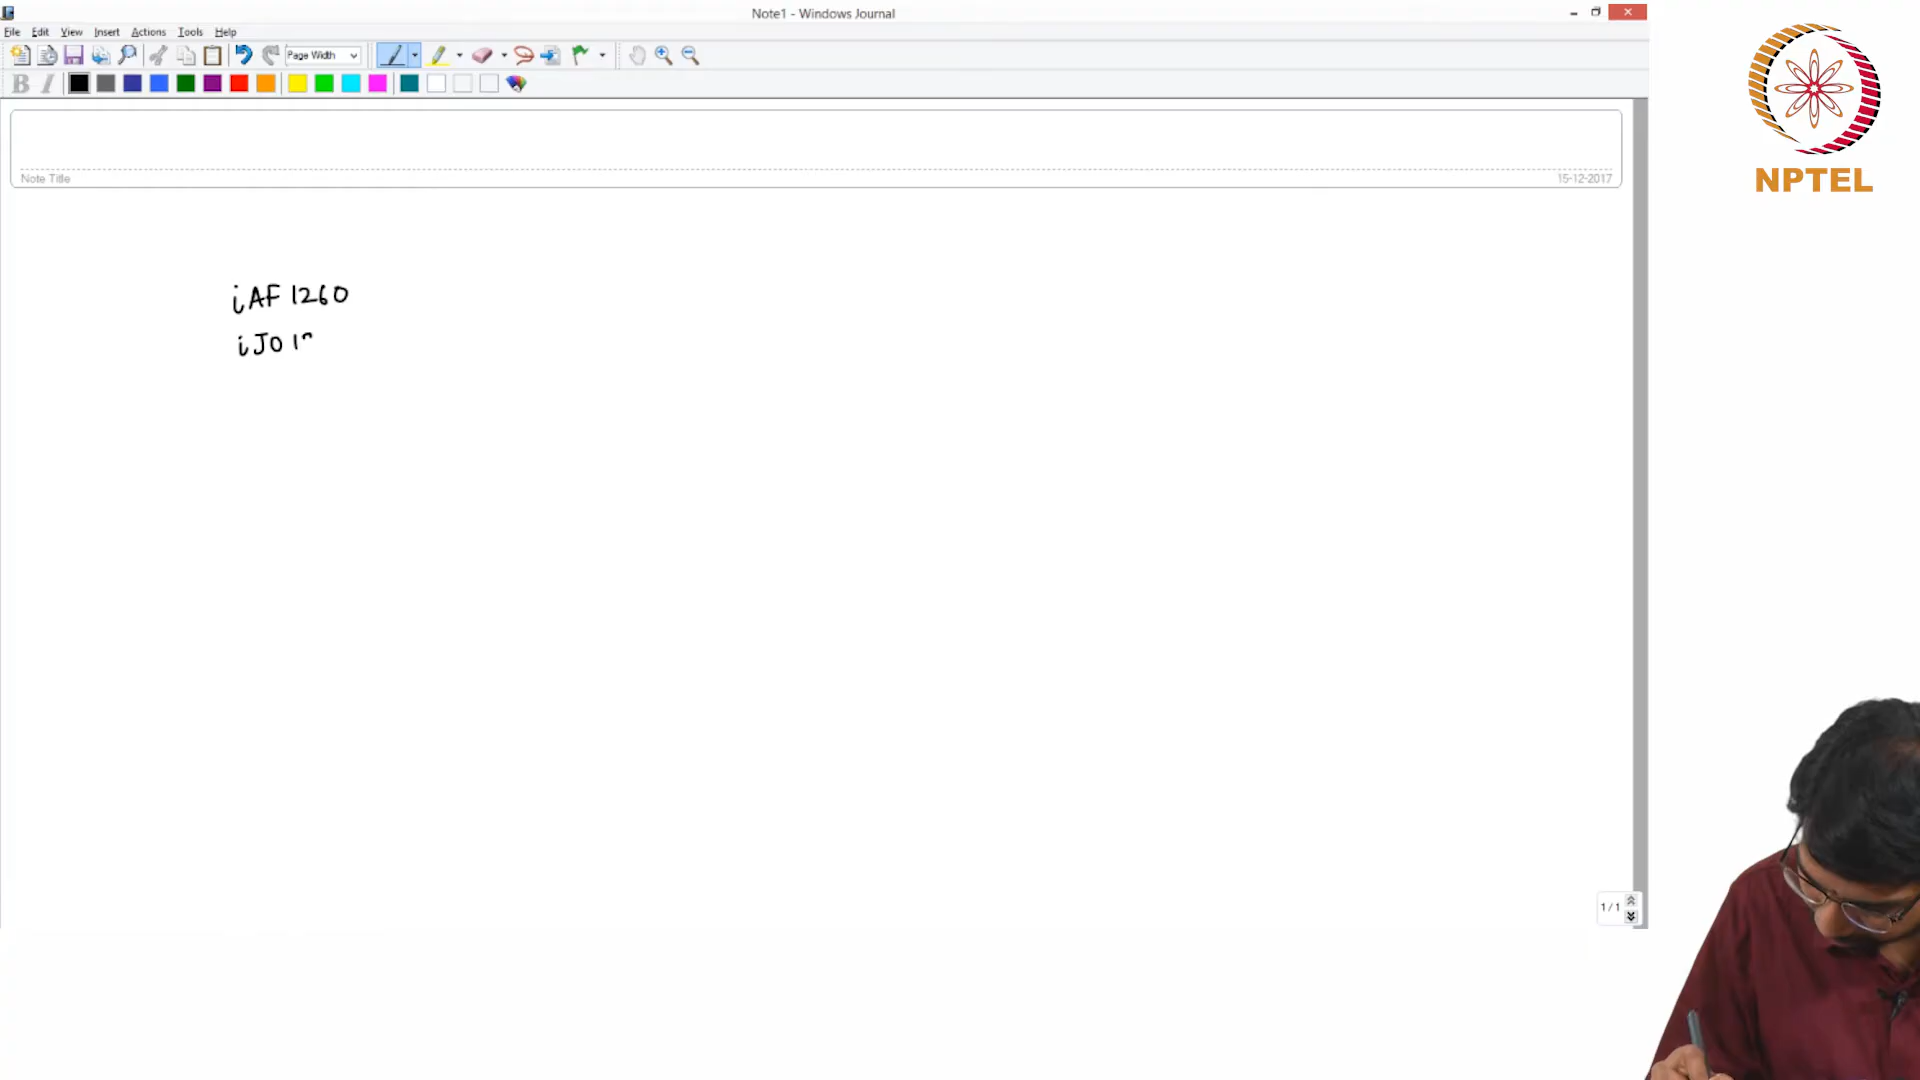 Note1 - Windows Journal
File Edit View Insert Actions Tools Help
Page Width
B I
Note Title
15-12-2017
iAF 1260
iJO 1
1 / 1
NPTEL